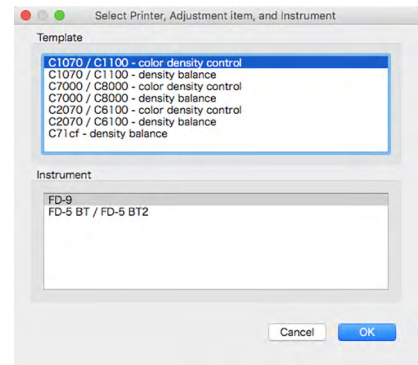 Select Printer, Adjustment item, and Instrument
Template
C1070 / C1100 - color density control
C1070 / C1100 - density balance
C7000 / C8000 - color density control
C7000 / C8000 - density balance
C2070 / C6100 - color density control
C2070 / C6100 - density balance
C71cf - density balance
Instrument
FD-9
FD-5 BT / FD-5 BT2
Cancel
OK